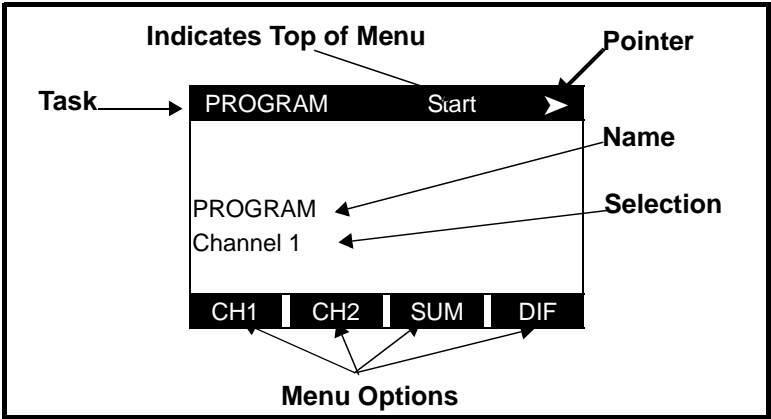 Indicates Top of Menu
Pointer
Task
PROGRAM Start
Name
PROGRAM
Selection
Channel 1
CH1 CH2 SUM DIF
Menu Options